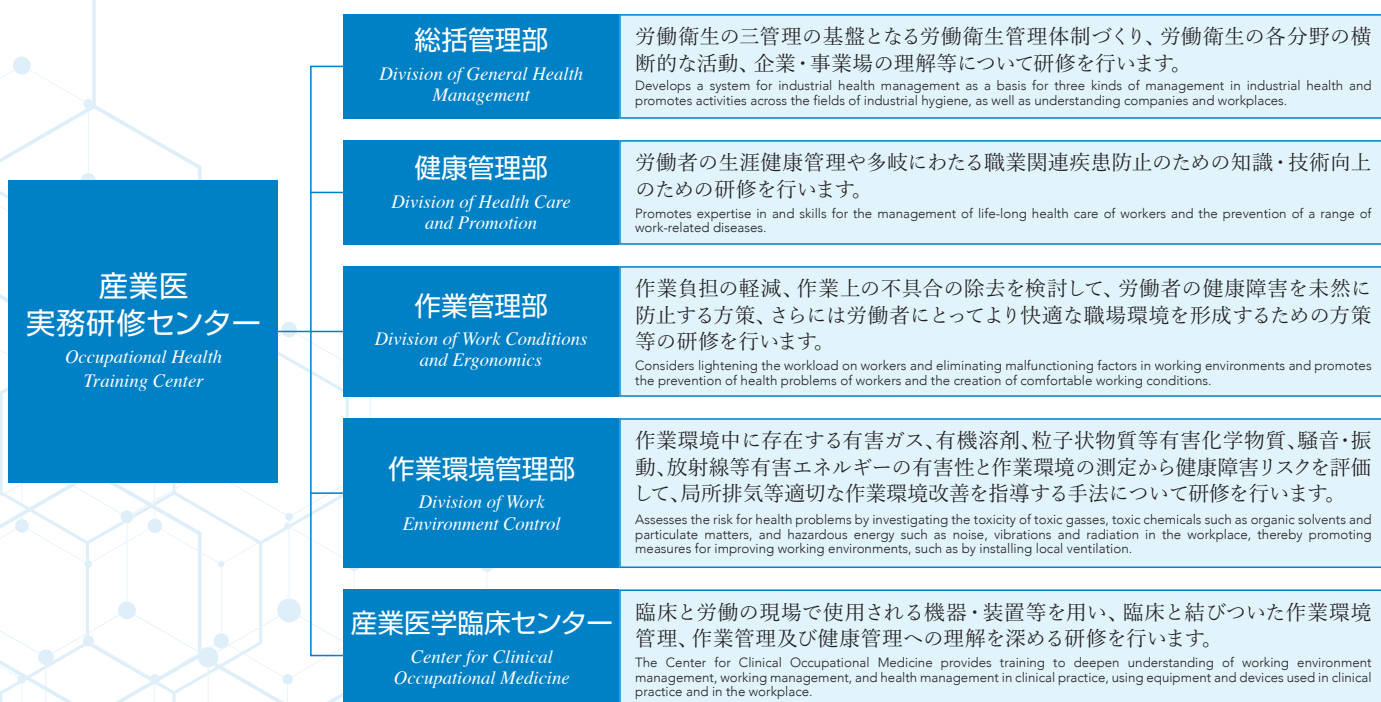 産業医
実務研修センター
Occupational Health
Training Center
総括管理部
Division of General Health
Management
労働衛生の三管理の基盤となる労働衛生管理体制づくり、労働衛生の各分野の横
断的な活動、企業・事業場の理解等について研修を行います。
Develops a system for industrial health management as a basis for three kinds of management in industrial health and
promotes activities across the fields of industrial hygiene, as well as understanding companies and workplaces.
健康管理部
Division of Health Care
and Promotion
労働者の生涯健康管理や多岐にわたる職業関連疾患防止のための知識・技術向上
のための研修を行います。
Promotes expertise in and skills for the management of life-long health care of workers and the prevention of a range of
work-related diseases.
作業管理部
Division of Work Conditions
and Ergonomics
作業負担の軽減、作業上の不具合の除去を検討して、労働者の健康障害を未然に
防止する方策、さらには労働者にとってより快適な職場環境を形成するための方策
等の研修を行います。
Considers lightening the workload on workers and eliminating malfunctioning factors in working environments and promotes
the prevention of health problems of workers and the creation of comfortable working conditions.
作業環境管理部
Division of Work
Environment Control
作業環境中に存在する有害ガス、有機溶剤、粒子状物質等有害化学物質、騒音・振
動、放射線等有害エネルギーの有害性と作業環境の測定から健康障害リスクを評価
して、局所排気等適切な作業環境改善を指導する手法について研修を行います。
Assesses the risk for health problems by investigating the toxicity of toxic gasses, toxic chemicals such as organic solvents and
particulate matters, and hazardous energy such as noise, vibrations and radiation in the workplace, thereby promoting
measures for improving working environments, such as by installing local ventilation.
産業医学臨床センター
Center for Clinical
Occupational Medicine
臨床と労働の現場で使用される機器・装置等を用い、臨床と結びついた作業環境
管理、作業管理及び健康管理への理解を深める研修を行います。
The Center for Clinical Occupational Medicine provides training to deepen understanding of working environment
management, working management, and health management in clinical practice, using equipment and devices used in clinical
practice and in the workplace.